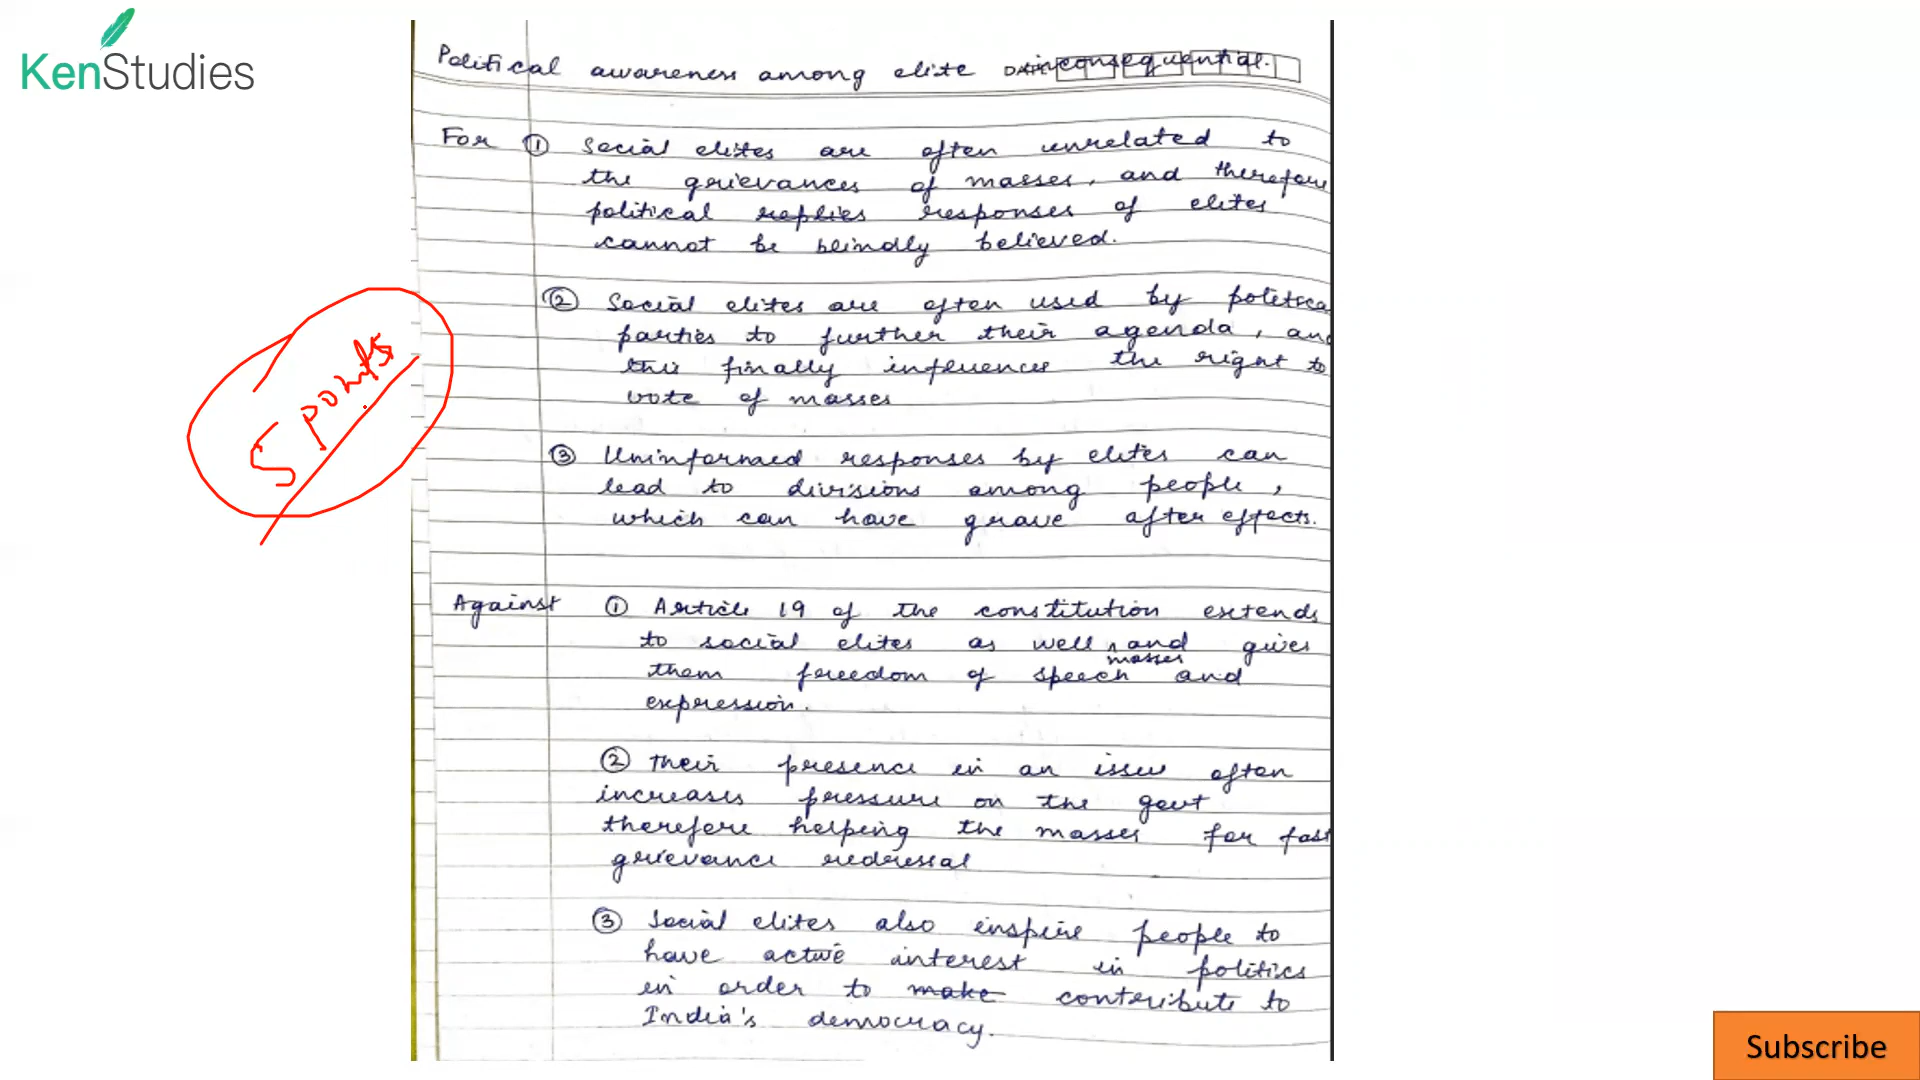 KenStudies
Political awareness among elite inconsequential.
For ① Social elites are often unrelated to
the grievances of masses, and therefore
political replies responses of elites
cannot be blindly believed.
② Social elites are often used by politica
parties to further their agenda, an
this finally influences the right to
vote of masses
③ Uninformed responses by elites can
lead to divisions among people,
which can have grave after effects.
5 points
Against ① Article 19 of the constitution extends
to social elites as well ^ and gives
masses
them freedom of speech and
expression.
② Their presence in an issue often
increases pressure on the govt
therefore helping the masses for fast
grievance redressal
③ Social elites also inspire people to
have active interest in politics
in order to make contribute to
India's democracy.
Subscribe